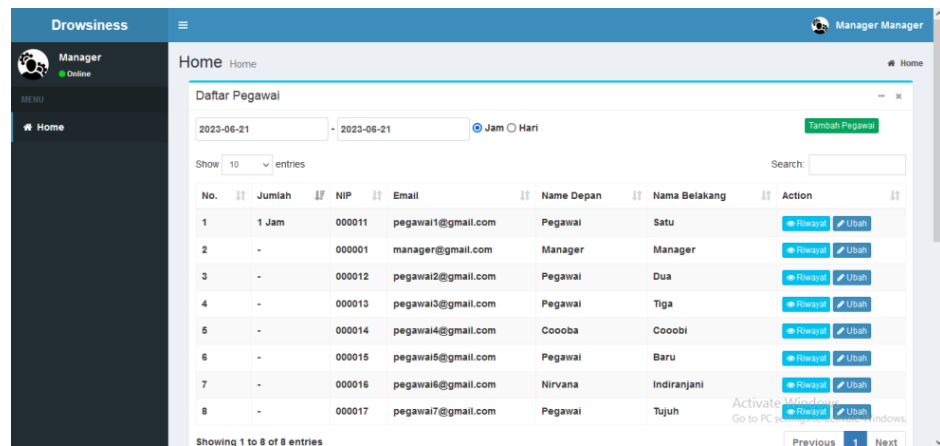 Drowsiness
Manager Manager
Manager
Online
Home Home
Home
MENU
Home
Daftar Pegawai
2023-06-21 - 2023-06-21 Jam Hari
Tambah Pegawai
Show 10 entries
Search:
No. Jumlah NIP Email Name Depan Nama Belakang Action
1 1 Jam 000011 pegawai1@gmail.com Pegawai Satu Riwayat Ubah
2 - 000001 manager@gmail.com Manager Manager Riwayat Ubah
3 - 000012 pegawai2@gmail.com Pegawai Dua Riwayat Ubah
4 - 000013 pegawai3@gmail.com Pegawai Tiga Riwayat Ubah
5 - 000014 pegawai4@gmail.com Coooba Cooobi Riwayat Ubah
6 - 000015 pegawai5@gmail.com Pegawai Baru Riwayat Ubah
7 - 000016 pegawai6@gmail.com Nirvana Indiranjani Riwayat Ubah
8 - 000017 pegawai7@gmail.com Pegawai Tujuh Riwayat Ubah
Activate Windows
Go to PC settings to activate Windows.
Showing 1 to 8 of 8 entries
Previous 1 Next